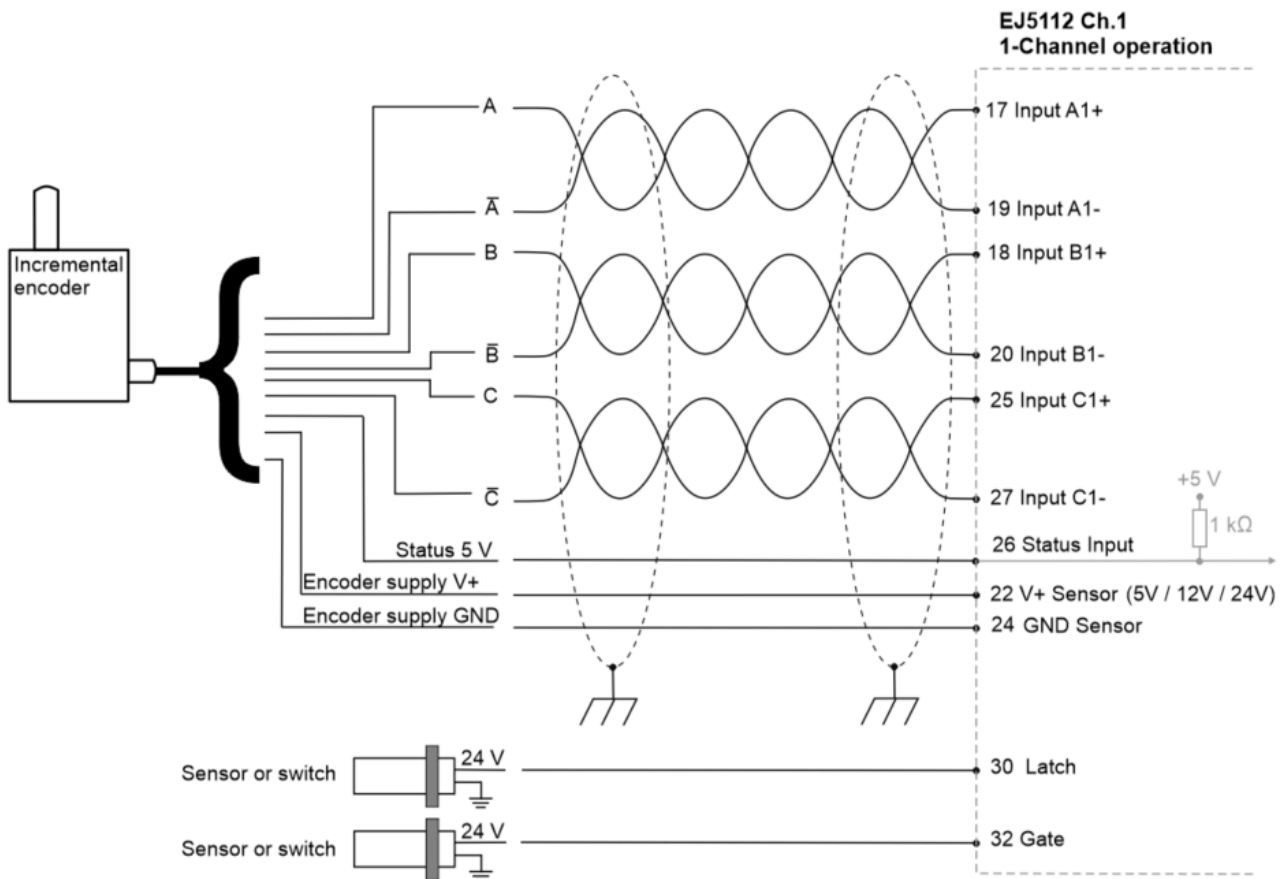 EJ5112 Ch.1
1-Channel operation
A
17 Input A1+
A̅
19 Input A1-
B
18 Input B1+
Incremental
encoder
B̅
20 Input B1-
C
25 Input C1+
C̅
27 Input C1-
+5 V
1 kΩ
Status 5 V
26 Status Input
Encoder supply V+
22 V+ Sensor (5V / 12V / 24V)
Encoder supply GND
24 GND Sensor
Sensor or switch
24 V
30 Latch
Sensor or switch
24 V
32 Gate